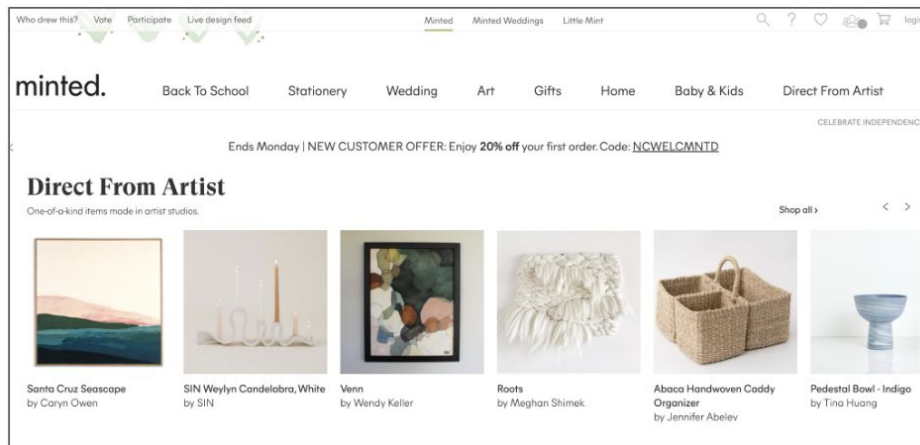 Who drew this? Vote Participate Live design feed Minted Minted Weddings Little Mint
minted. Back To School Stationery Wedding Art Gifts Home Baby & Kids Direct From Artist
CELEBRATE
Ends Monday | NEW CUSTOMER OFFER: Enjoy 20% off your first order. Code: NCWELCMNTD
Direct From Artist
One-of-a-kind items made in artist studios.
Shop all ›
Santa Cruz Seascape
by Caryn Owen
SIN Weylyn Candelabra, White
by SIN
Venn
by Wendy Keller
Roots
by Meghan Shimek
Abaca Handwoven Caddy
Organizer
by Jennifer Abelev
Pedestal Bowl - Indigo
by Tina Huang